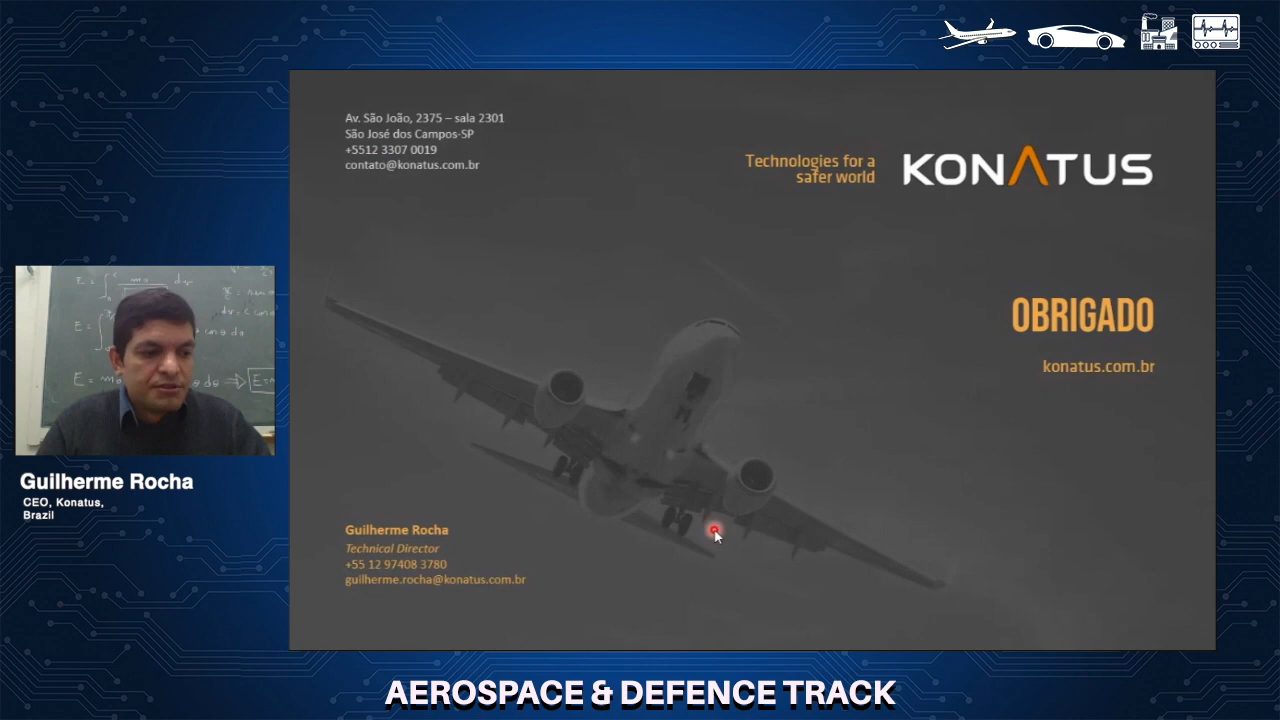 Av. São João, 2375 – sala 2301
São José dos Campos-SP
+5512 3307 0019
contato@konatus.com.br
Technologies for a
safer world
KONATUS
OBRIGADO
konatus.com.br
Guilherme Rocha
CEO, Konatus,
Brazil
Guilherme Rocha
Technical Director
+55 12 97408 3780
guilherme.rocha@konatus.com.br
AEROSPACE & DEFENCE TRACK